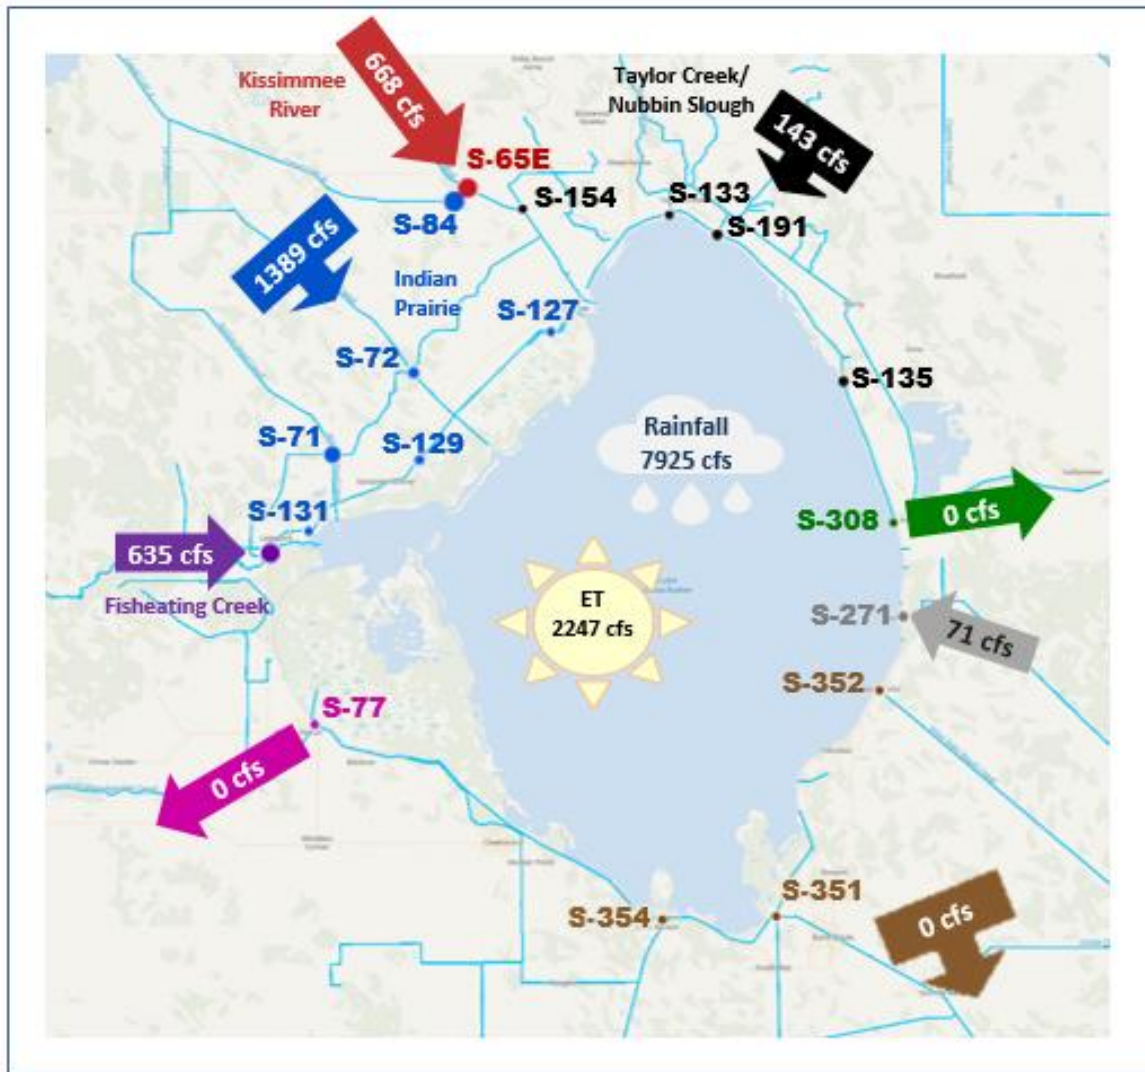 Kissimmee
River
668 cfs
Taylor Creek/
Nubbin Slough
143 cfs
S-65E
S-154
S-133
S-191
S-84
1389 cfs
Indian
Prairie
S-127
S-72
S-135
S-71
S-129
Rainfall
7925 cfs
S-131
S-308
0 cfs
635 cfs
Fisheating Creek
ET
2247 cfs
S-271
71 cfs
S-352
S-77
0 cfs
S-354
S-351
0 cfs